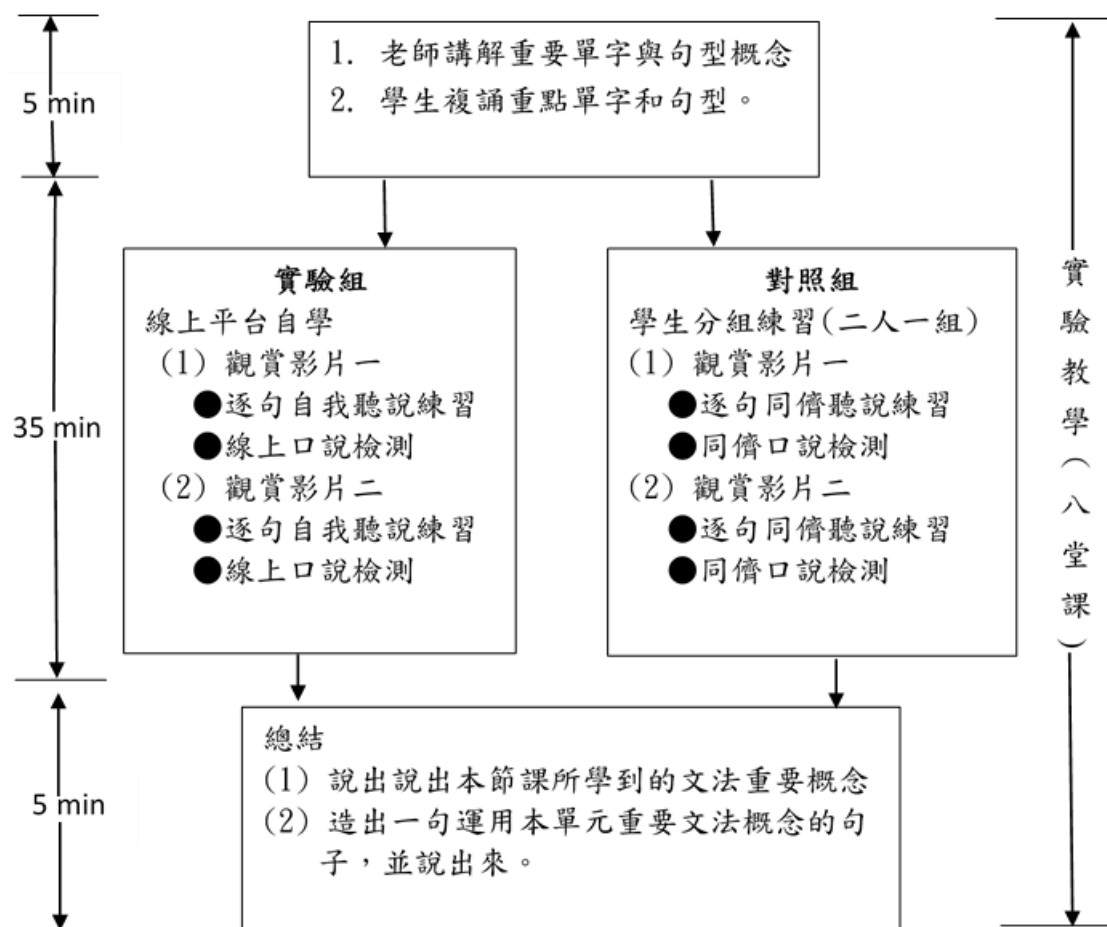 5 min
1. 老師講解重要單字與句型概念
2. 學生複誦重點單字和句型。
35 min
實驗組
線上平台自學
(1) 觀賞影片一
●逐句自我聽說練習
●線上口說檢測
(2) 觀賞影片二
●逐句自我聽說練習
●線上口說檢測
對照組
學生分組練習(二人一組)
(1) 觀賞影片一
●逐句同儕聽說練習
●同儕口說檢測
(2) 觀賞影片二
●逐句同儕聽說練習
●同儕口說檢測
5 min
總結
(1) 說出說出本節課所學到的文法重要概念
(2) 造出一句運用本單元重要文法概念的句
子，並說出來。
實驗教學（八堂課）